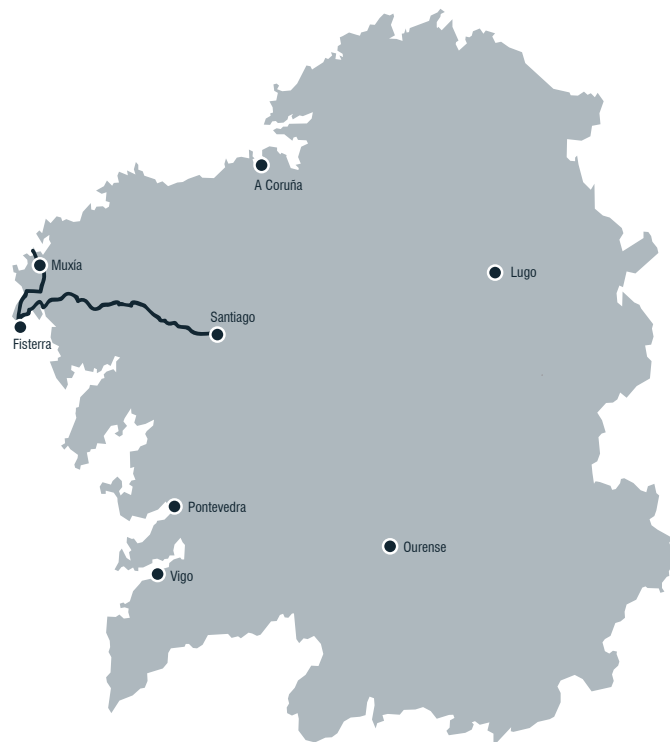 A Coruña
Muxía
Lugo
Santiago
Fisterra
Pontevedra
Ourense
Vigo